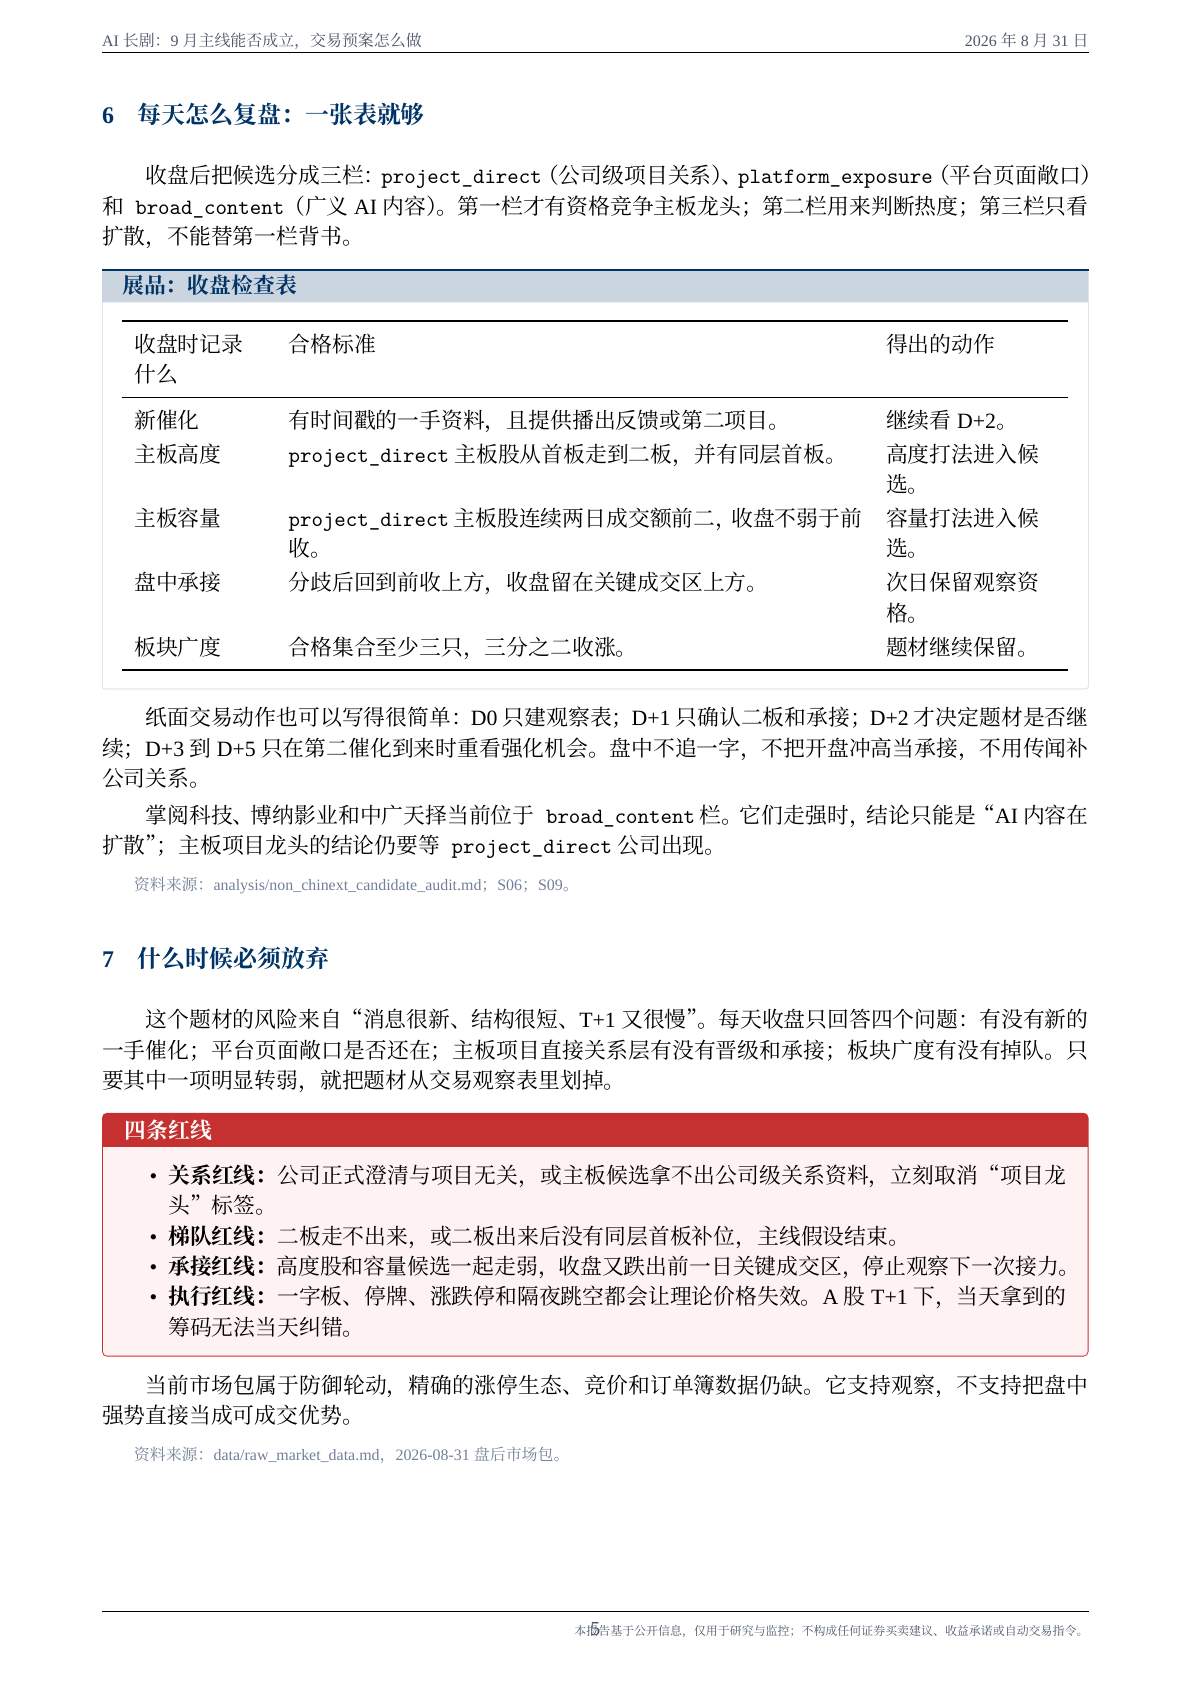 AI 长剧：9 月主线能否成立，交易预案怎么做 2026 年 8 月 31 日
6 每天怎么复盘：一张表就够
收盘后把候选分成三栏：project_direct（公司级项目关系）、platform_exposure（平台页面敞口）
和 broad_content（广义 AI 内容）。第一栏才有资格竞争主板龙头；第二栏用来判断热度；第三栏只看
扩散，不能替第一栏背书。
展品：收盘检查表
收盘时记录 合格标准 得出的动作
什么
新催化 有时间戳的一手资料，且提供播出反馈或第二项目。 继续看 D+2。
主板高度 project_direct 主板股从首板走到二板，并有同层首板。 高度打法进入候
选。
主板容量 project_direct 主板股连续两日成交额前二，收盘不弱于前 容量打法进入候
收。 选。
盘中承接 分歧后回到前收上方，收盘留在关键成交区上方。 次日保留观察资
格。
板块广度 合格集合至少三只，三分之二收涨。 题材继续保留。
纸面交易动作也可以写得很简单：D0 只建观察表；D+1 只确认二板和承接；D+2 才决定题材是否继
续；D+3 到 D+5 只在第二催化到来时重看强化机会。盘中不追一字，不把开盘冲高当承接，不用传闻补
公司关系。
掌阅科技、博纳影业和中广天择当前位于 broad_content 栏。它们走强时，结论只能是“AI 内容在
扩散”；主板项目龙头的结论仍要等 project_direct 公司出现。
资料来源：analysis/non_chinext_candidate_audit.md；S06；S09。
7 什么时候必须放弃
这个题材的风险来自“消息很新、结构很短、T+1 又很慢”。每天收盘只回答四个问题：有没有新的
一手催化；平台页面敞口是否还在；主板项目直接关系层有没有晋级和承接；板块广度有没有掉队。只
要其中一项明显转弱，就把题材从交易观察表里划掉。
四条红线
• 关系红线：公司正式澄清与项目无关，或主板候选拿不出公司级关系资料，立刻取消“项目龙
头”标签。
• 梯队红线：二板走不出来，或二板出来后没有同层首板补位，主线假设结束。
• 承接红线：高度股和容量候选一起走弱，收盘又跌出前一日关键成交区，停止观察下一次接力。
• 执行红线：一字板、停牌、涨跌停和隔夜跳空都会让理论价格失效。A 股 T+1 下，当天拿到的
筹码无法当天纠错。
当前市场包属于防御轮动，精确的涨停生态、竞价和订单簿数据仍缺。它支持观察，不支持把盘中
强势直接当成可成交优势。
资料来源：data/raw_market_data.md，2026-08-31 盘后市场包。
5
本报告基于公开信息，仅用于研究与监控；不构成任何证券买卖建议、收益承诺或自动交易指令。